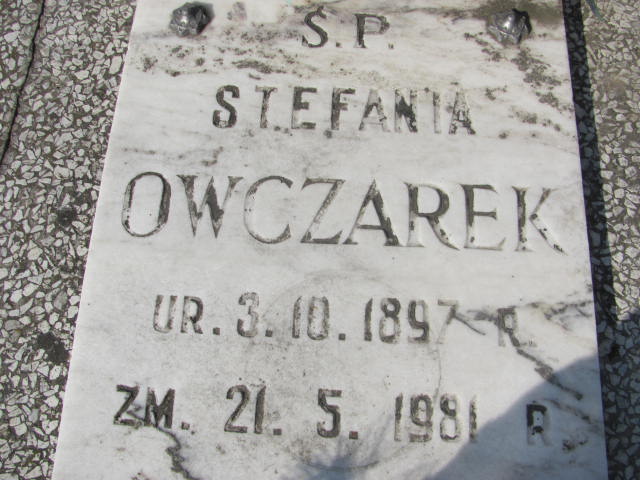 Ś.P.
STEFANIA
OWCZAREK
UR. 3.10.1897 R.
ZM. 21.5.1981 R.